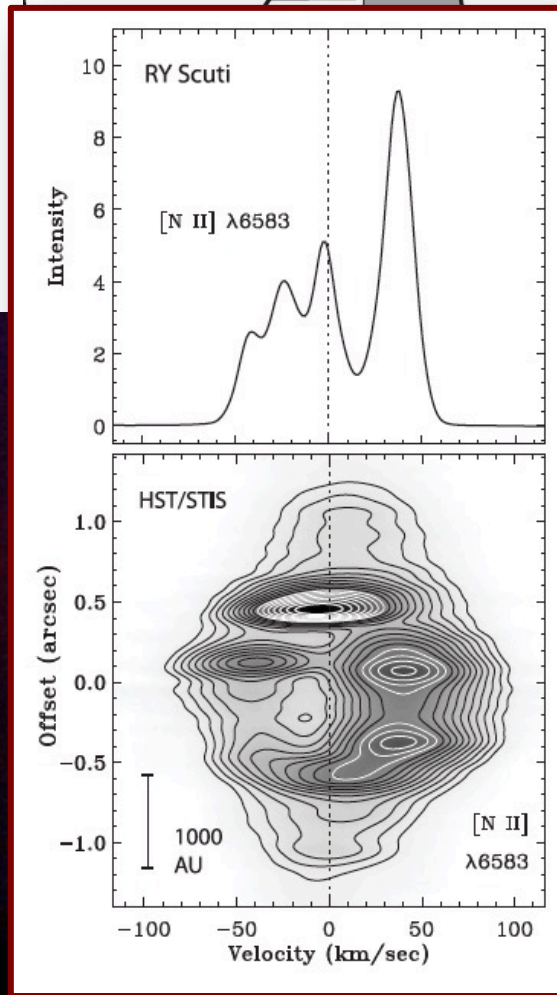 RY Scuti
[N II] λ6583
Intensity
10
8
6
4
2
0
HST/STIS
Offset (arcsec)
1.0
0.5
0.0
−0.5
−1.0
1000
AU
[N II]
λ6583
−100 −50 0 50 100
Velocity (km/sec)